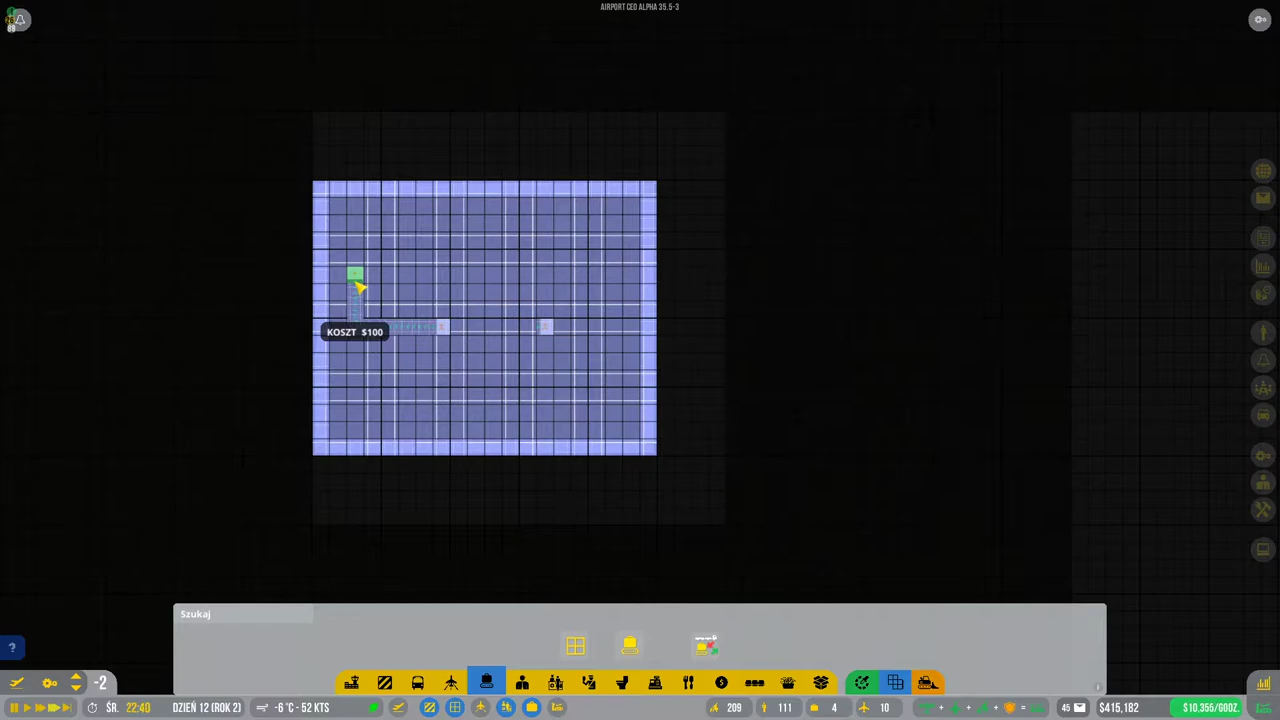 AIRPORT CEO ALPHA 35.5-3
88
KOSZT $100
Szukaj
?
-2
ŚR. 22:40
DZIEŃ 12 (ROK 2)
-6 °C - 52 KTS
209
111
4
10
45
$415,182
$10,355/GODZ.